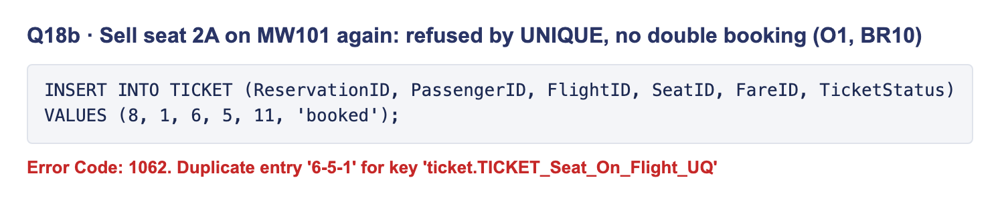 Q18b · Sell seat 2A on MW101 again: refused by UNIQUE, no double booking (O1, BR10)
INSERT INTO TICKET (ReservationID, PassengerID, FlightID, SeatID, FareID, TicketStatus)
VALUES (8, 1, 6, 5, 11, 'booked');
Error Code: 1062. Duplicate entry '6-5-1' for key 'ticket.TICKET_Seat_On_Flight_UQ'